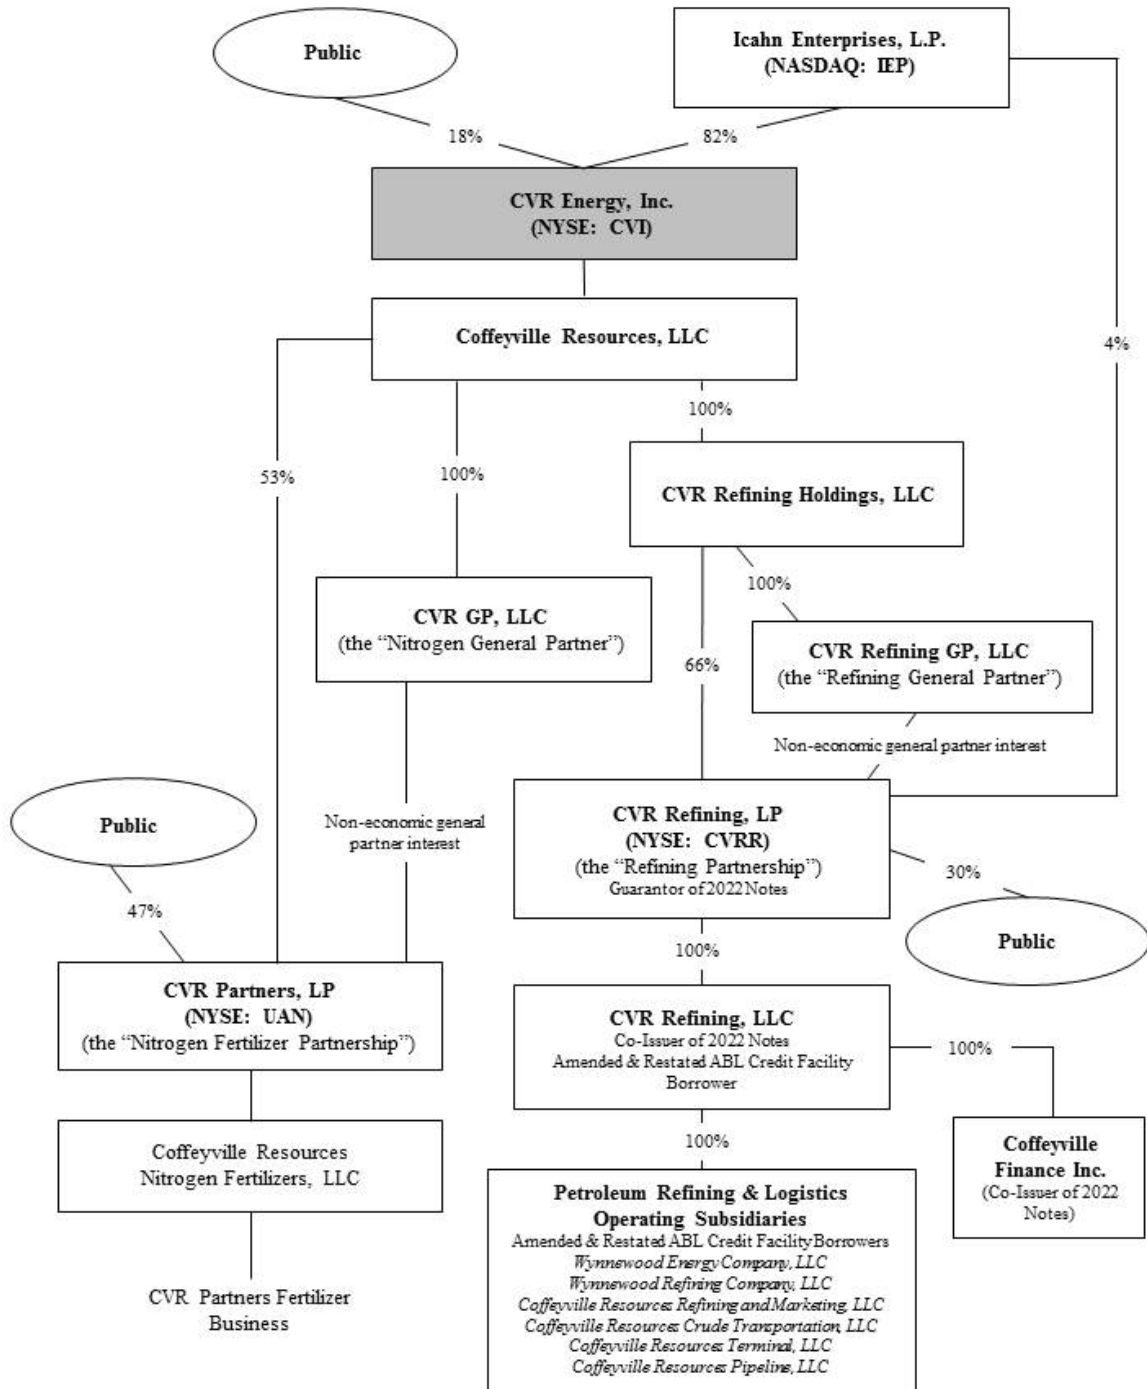 Public
Icahn Enterprises, L.P.
(NASDAQ: IEP)
18%
82%
CVR Energy, Inc.
(NYSE: CVI)
Coffeyville Resources, LLC
4%
100%
53%
100%
CVR Refining Holdings, LLC
100%
CVR GP, LLC
(the “Nitrogen General Partner”)
66%
CVR Refining GP, LLC
(the “Refining General Partner”)
Non-economic general partner interest
Public
Non-economic general
partner interest
CVR Refining, LP
(NYSE: CVRR)
(the “Refining Partnership”)
Guarantor of 2022 Notes
30%
47%
Public
100%
CVR Partners, LP
(NYSE: UAN)
(the “Nitrogen Fertilizer Partnership”)
CVR Refining, LLC
Co-Issuer of 2022 Notes
Amended & Restated ABL Credit Facility
Borrower
100%
100%
Coffeyville Resources
Nitrogen Fertilizers, LLC
Coffeyville
Finance Inc.
(Co-Issuer of 2022
Notes)
Petroleum Refining & Logistics
Operating Subsidiaries
Amended & Restated ABL Credit Facility Borrowers
Wynnewood Energy Company, LLC
Wynnewood Refining Company, LLC
Coffeyville Resources Refining and Marketing, LLC
Coffeyville Resources Crude Transportation, LLC
Coffeyville Resources Terminal, LLC
Coffeyville Resources Pipeline, LLC
CVR Partners Fertilizer
Business